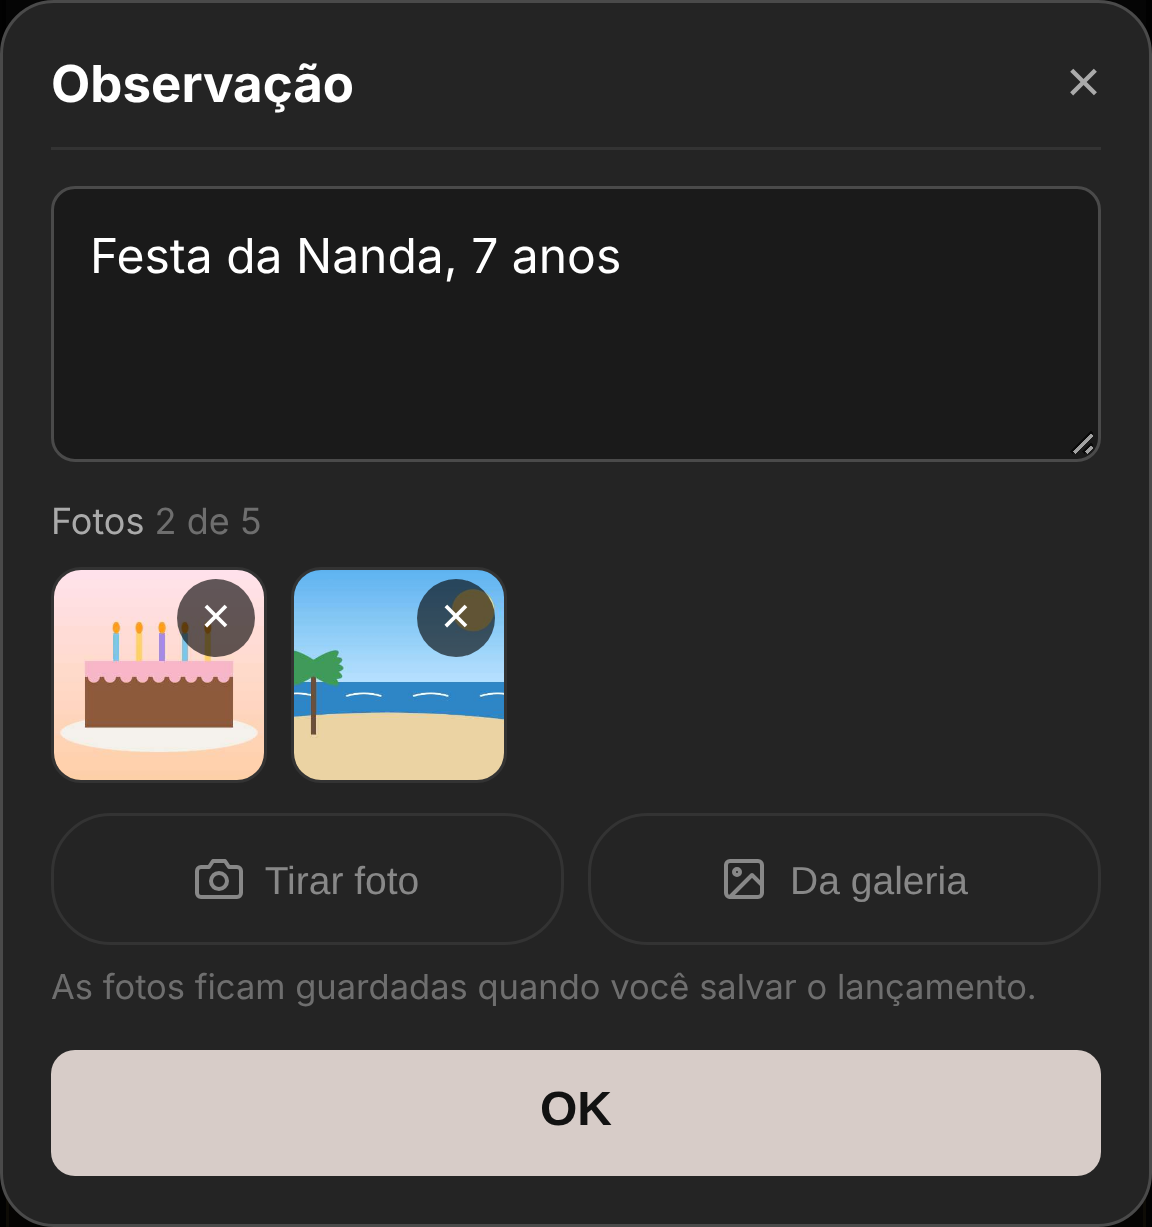 Observação
Festa da Nanda, 7 anos
Fotos 2 de 5
Tirar foto
Da galeria
As fotos ficam guardadas quando você salvar o lançamento.
OK